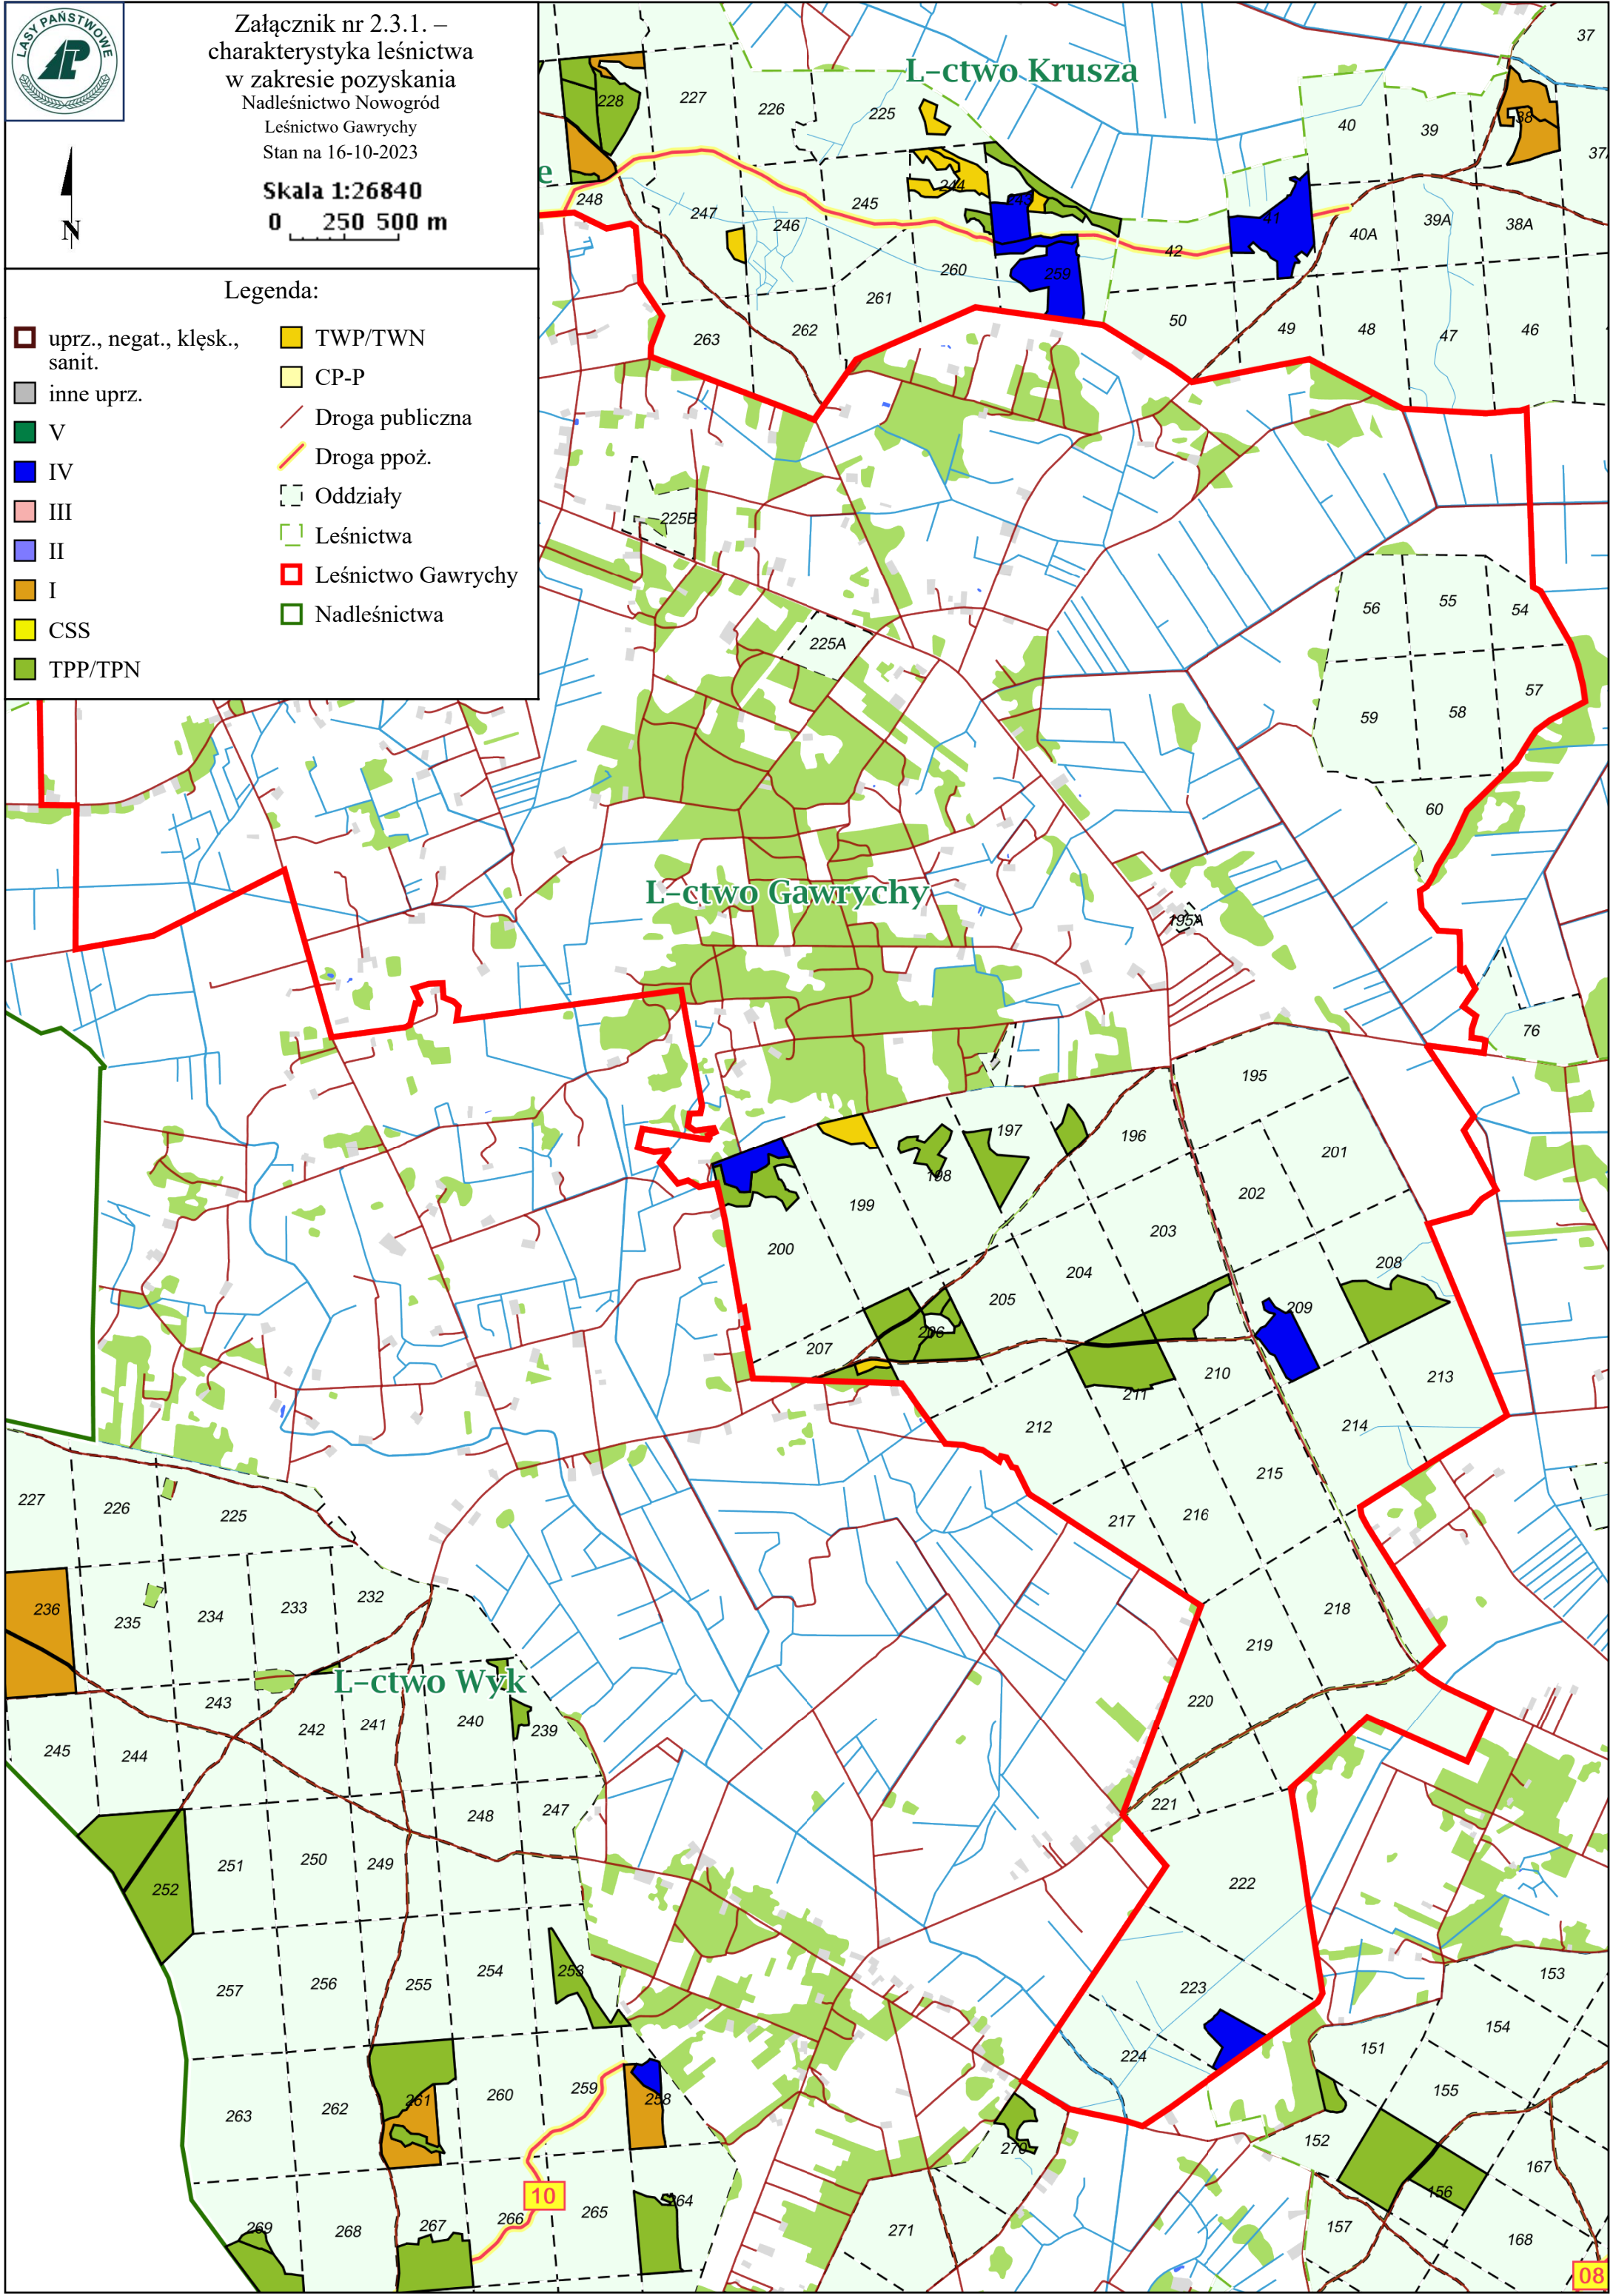 LASY PAŃSTWOWE
Załącznik nr 2.3.1. –
charakterystyka leśnictwa
w zakresie pozyskania
Nadleśnictwo Nowogród
Leśnictwo Gawrychy
Stan na 16-10-2023
Skala 1:26840
0 250 500 m
N
Legenda:
uprz., negat., klęsk.,
sanit.
inne uprz.
V
IV
III
II
I
CSS
TPP/TPN
TWP/TWN
CP-P
Droga publiczna
Droga ppoż.
Oddziały
Leśnictwa
Leśnictwo Gawrychy
Nadleśnictwa
L-ctwo Krusza
e
37
228 227 226 225
40 39 38 37
248 247 246 245 244 243
42 41 40A 39A 38A
263 262 261 260 259
50 49 48 47 46
225B
225A
56 55 54
59 58 57
60
L-ctwo Gawrychy
195A
76
195
196 197 198 199 200
201 202 203 204 205 206 207
208 209
210 211 212 213 214
215 216 217
218 219
220
221
222
223
224
227 226 225
236 235 234 233 232
L-ctwo Wyk
245 244 243 242 241 240 239
252 251 250 249 248 247
257 256 255 254 253
263 262 261 260 259 258
10
269 268 267 266 265 264
270
271
153
154
151
155
152
156
167
157
168
08